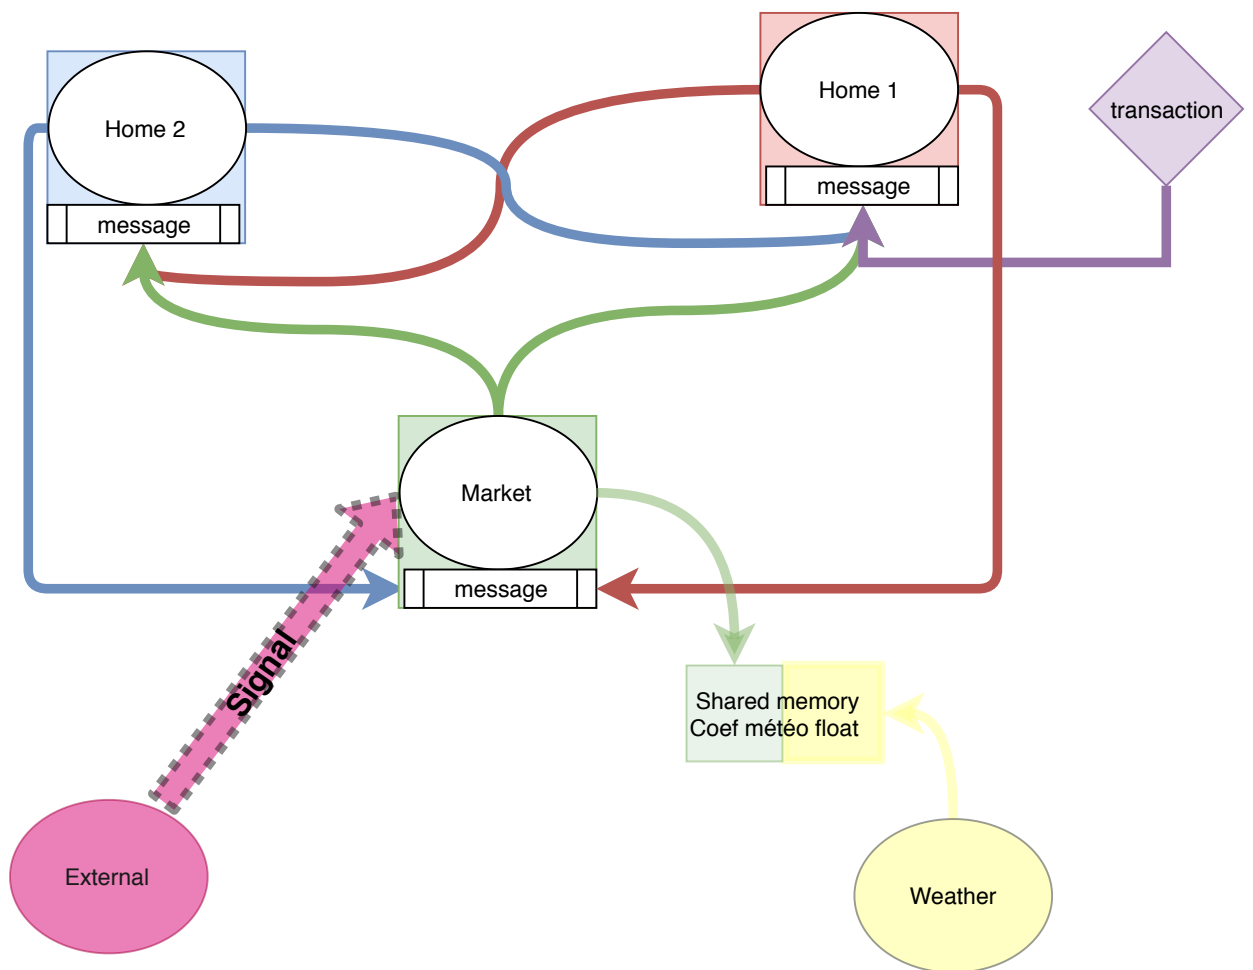 Home 1
transaction
Home 2
message
message
Market
message
Signal
Shared memory
Coef météo float
External
Weather